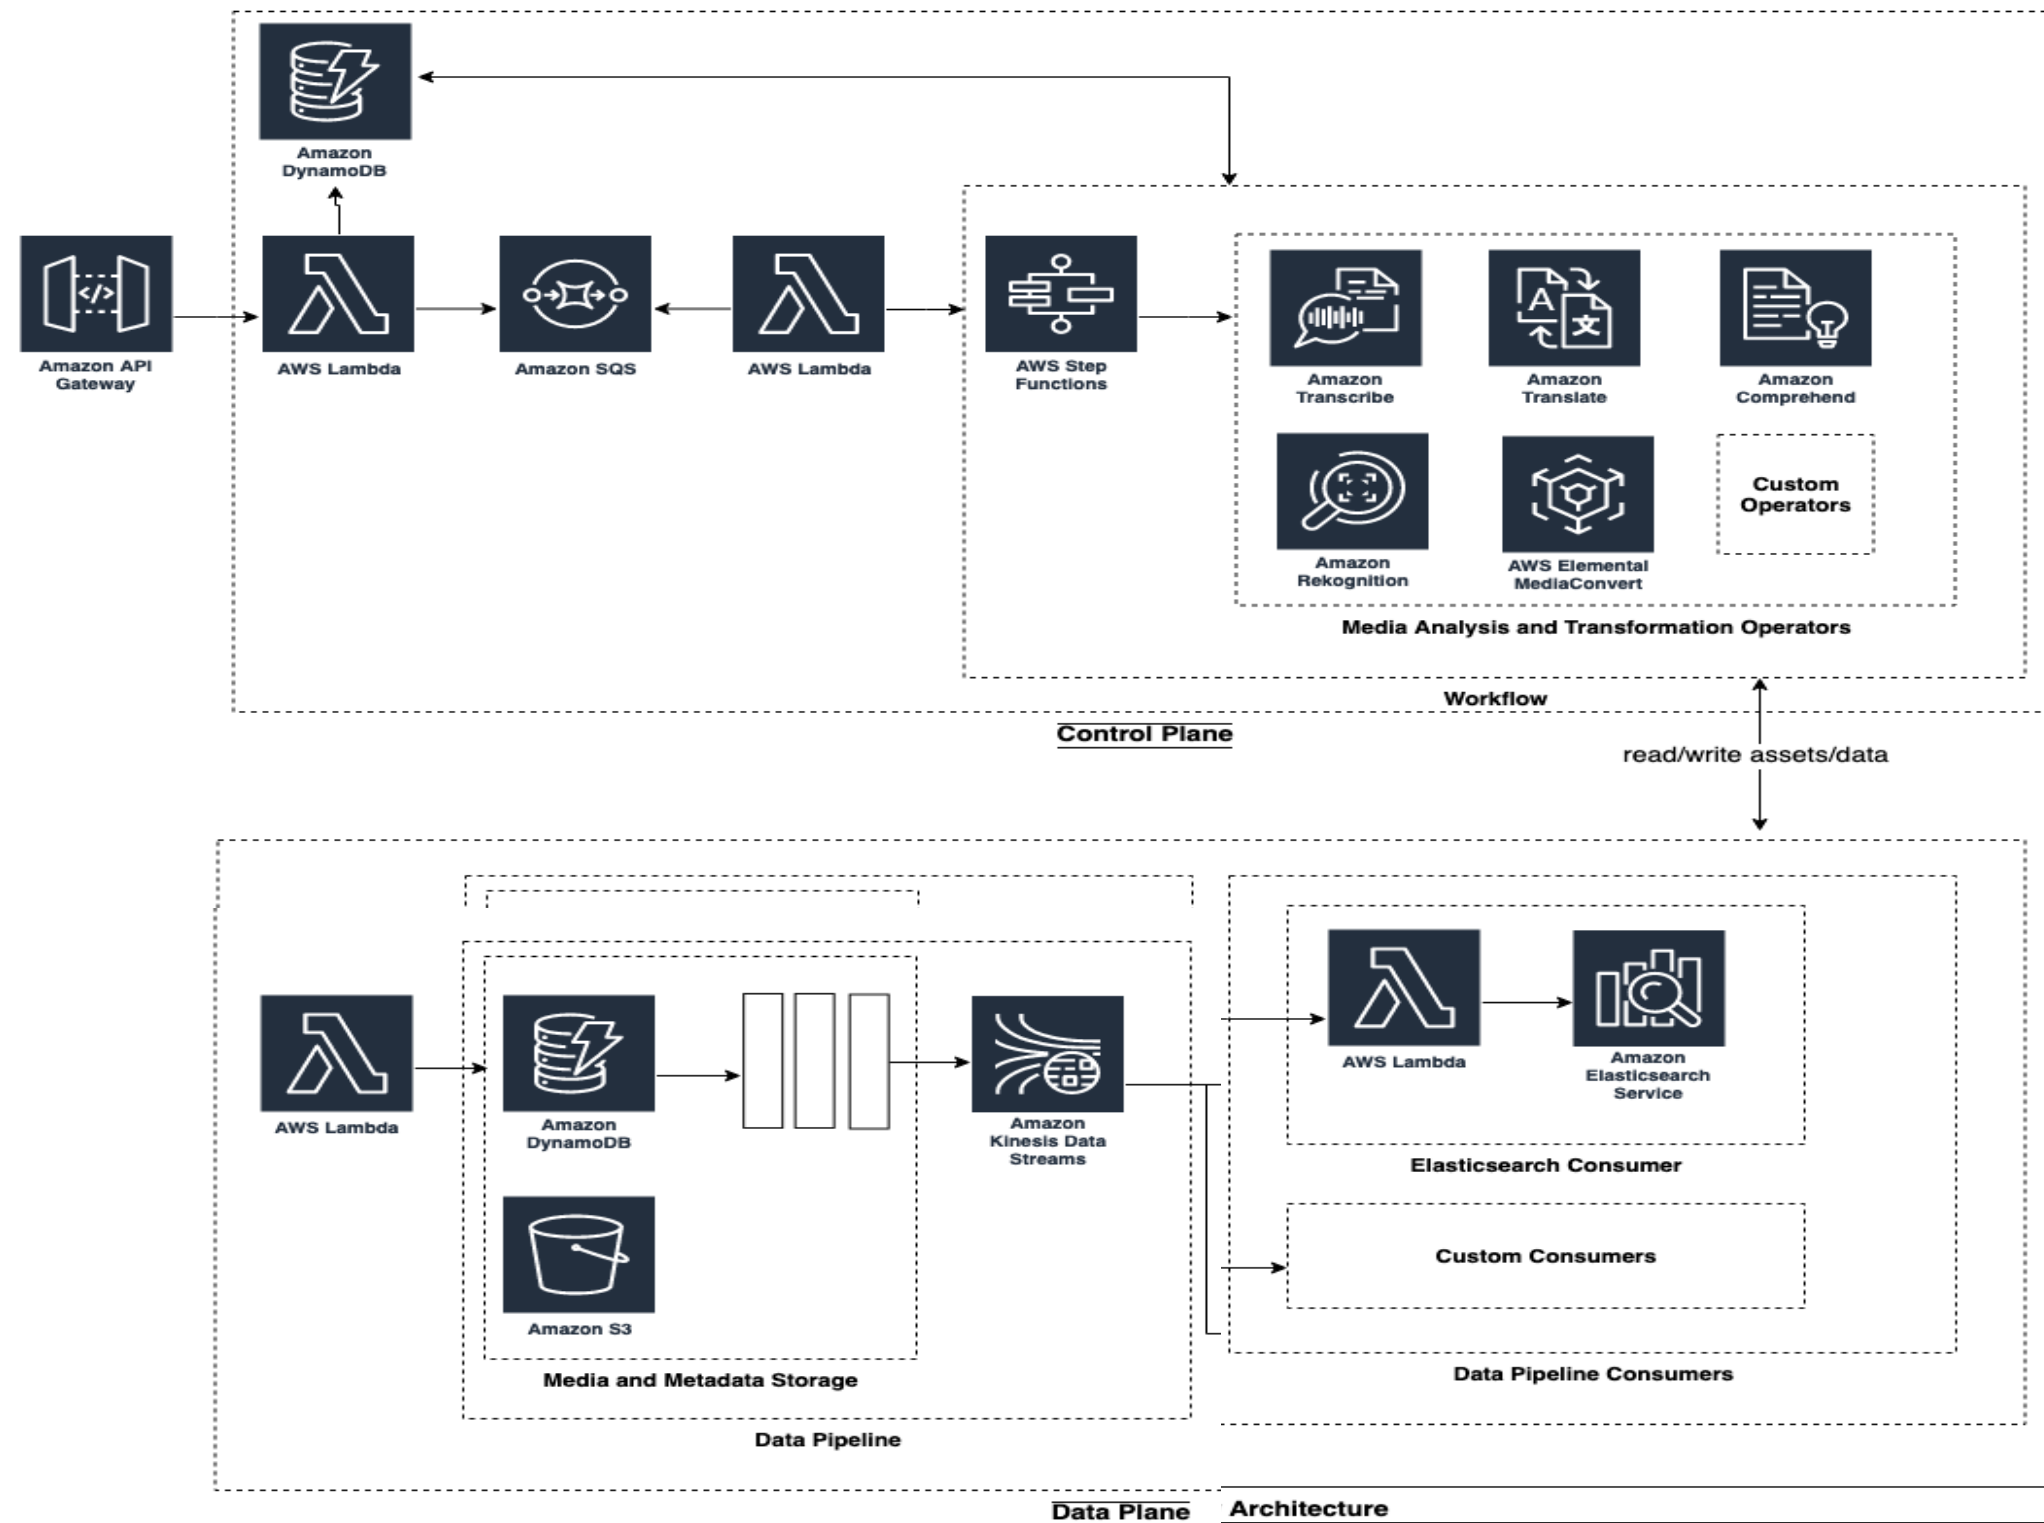 Amazon
DynamoDB
Amazon API
Gateway
</>
AWS Lambda
Amazon SQS
AWS Lambda
AWS Step
Functions
A
文
Amazon
Transcribe
Amazon
Translate
Amazon
Comprehend
Amazon
Rekognition
AWS Elemental
MediaConvert
Custom
Operators
Media Analysis and Transformation Operators
Workflow
Control Plane
read/write assets/data
AWS Lambda
Amazon
DynamoDB
Amazon S3
Media and Metadata Storage
Amazon
Kinesis Data
Streams
Data Pipeline
AWS Lambda
Amazon
Elasticsearch
Service
Elasticsearch Consumer
Custom Consumers
Data Pipeline Consumers
Data Plane Architecture